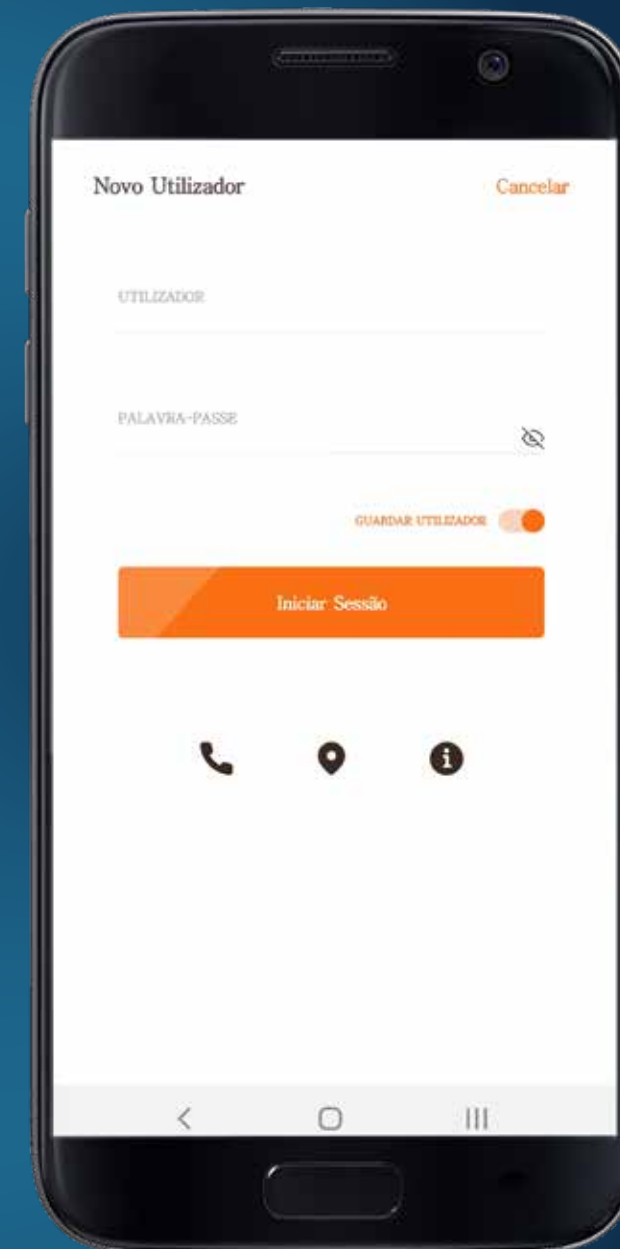 Novo Utilizador
Cancelar
UTILIZADOR
PALAVRA-PASSE
GUARDAR UTILIZADOR
Iniciar Sessão